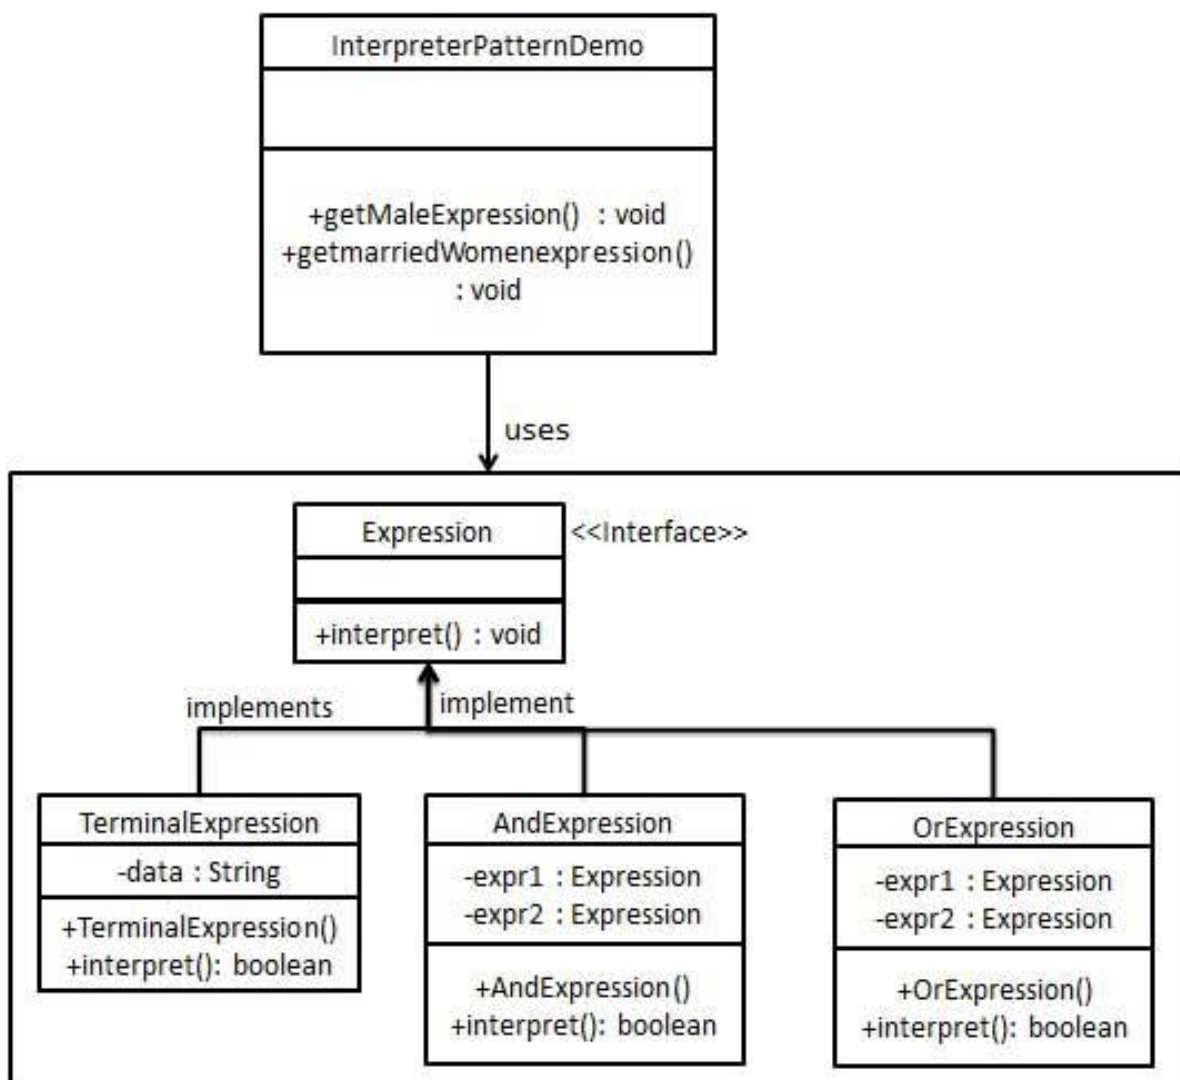 InterpreterPatternDemo
+getMaleExpression() : void
+getmarriedWomenexpression()
: void
uses
Expression
<<Interface>>
+interpret() : void
implements
implement
TerminalExpression
-data : String
+TerminalExpression()
+interpret(): boolean
AndExpression
-expr1 : Expression
-expr2 : Expression
+AndExpression()
+interpret(): boolean
OrExpression
-expr1 : Expression
-expr2 : Expression
+OrExpression()
+interpret(): boolean